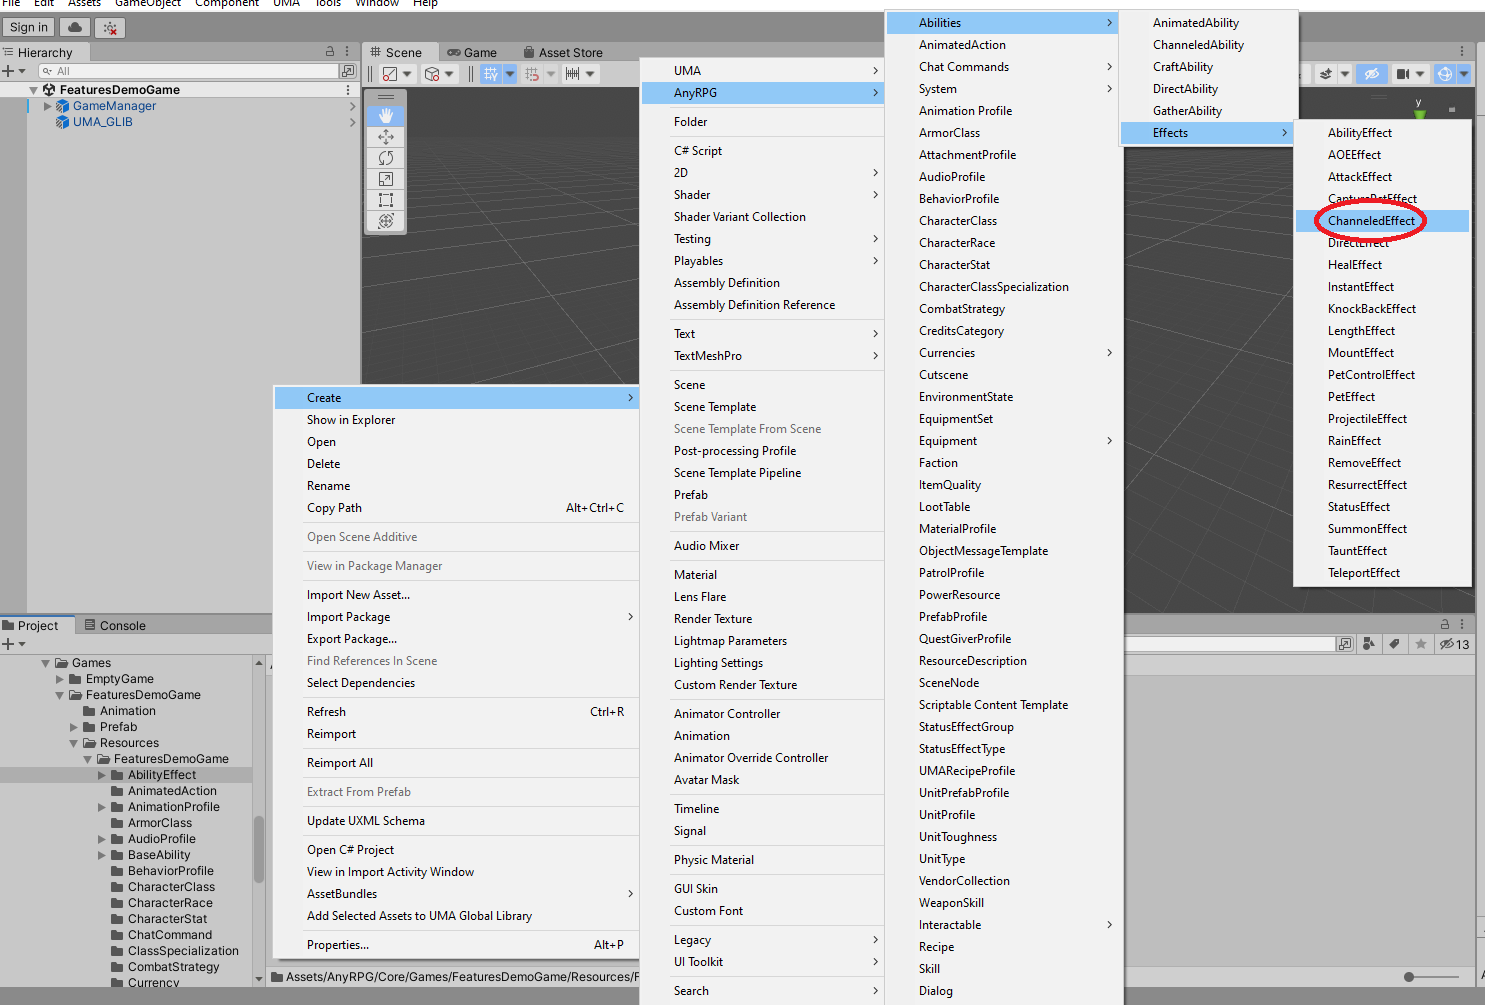 File Edit Assets GameObject Component UMA Tools Window Help
Sign in
Hierarchy
All
FeaturesDemoGame
GameManager
UMA_GLIB
Scene Game Asset Store
y
Create
Show in Explorer
Open
Delete
Rename
Copy Path Alt+Ctrl+C
Open Scene Additive
View in Package Manager
Import New Asset...
Import Package
Export Package...
Find References In Scene
Select Dependencies
Refresh Ctrl+R
Reimport
Reimport All
Extract From Prefab
Update UXML Schema
Open C# Project
View in Import Activity Window
AssetBundles
Add Selected Assets to UMA Global Library
Properties... Alt+P
UMA
AnyRPG
Folder
C# Script
2D
Shader
Shader Variant Collection
Testing
Playables
Assembly Definition
Assembly Definition Reference
Text
TextMeshPro
Scene
Scene Template
Scene Template From Scene
Post-processing Profile
Scene Template Pipeline
Prefab
Prefab Variant
Audio Mixer
Material
Lens Flare
Render Texture
Lightmap Parameters
Lighting Settings
Custom Render Texture
Animator Controller
Animation
Animator Override Controller
Avatar Mask
Timeline
Signal
Physic Material
GUI Skin
Custom Font
Legacy
UI Toolkit
Search
Abilities
AnimatedAction
Chat Commands
System
Animation Profile
ArmorClass
AttachmentProfile
AudioProfile
BehaviorProfile
CharacterClass
CharacterRace
CharacterStat
CharacterClassSpecialization
CombatStrategy
CreditsCategory
Currencies
Cutscene
EnvironmentState
EquipmentSet
Equipment
Faction
ItemQuality
LootTable
MaterialProfile
ObjectMessageTemplate
PatrolProfile
PowerResource
PrefabProfile
QuestGiverProfile
ResourceDescription
SceneNode
Scriptable Content Template
StatusEffectGroup
StatusEffectType
UMARecipeProfile
UnitPrefabProfile
UnitProfile
UnitToughness
UnitType
VendorCollection
WeaponSkill
Interactable
Recipe
Skill
Dialog
AnimatedAbility
ChanneledAbility
CraftAbility
DirectAbility
GatherAbility
Effects
AbilityEffect
AOEEffect
AttackEffect
CapturePetEffect
ChanneledEffect
DirectEffect
HealEffect
InstantEffect
KnockBackEffect
LengthEffect
MountEffect
PetControlEffect
PetEffect
ProjectileEffect
RainEffect
RemoveEffect
ResurrectEffect
StatusEffect
SummonEffect
TauntEffect
TeleportEffect
Project Console
13
Games
EmptyGame
FeaturesDemoGame
Animation
Prefab
Resources
FeaturesDemoGame
AbilityEffect
AnimatedAction
AnimationProfile
ArmorClass
AudioProfile
BaseAbility
BehaviorProfile
CharacterClass
CharacterRace
CharacterStat
ChatCommand
ClassSpecialization
CombatStrategy
Currency
Assets/AnyRPG/Core/Games/FeaturesDemoGame/Resources/F